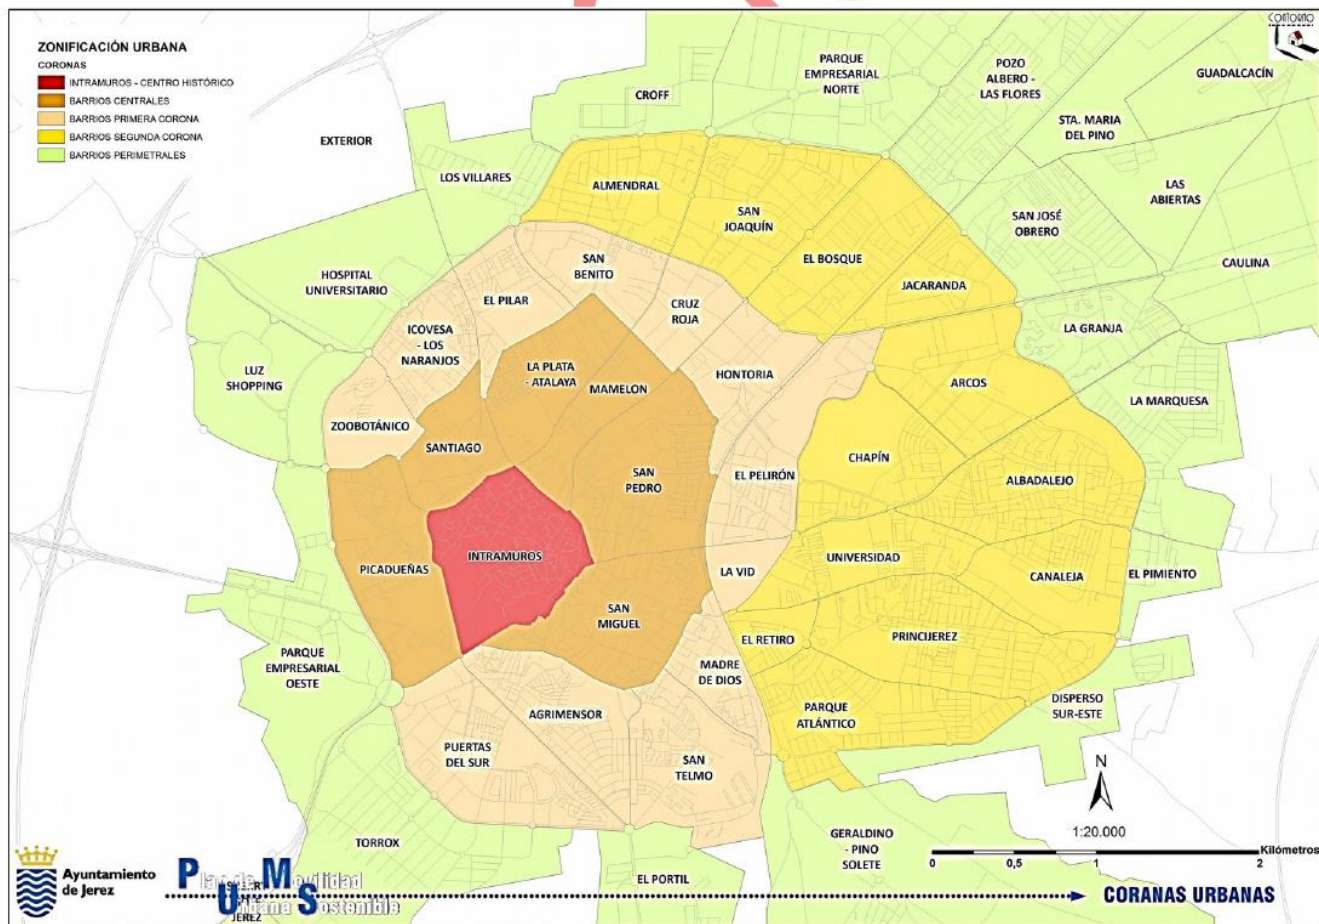 ZONIFICACIÓN URBANA
CORONAS
INTRAMUROS - CENTRO HISTÓRICO
BARRIOS CENTRALES
BARRIOS PRIMERA CORONA
BARRIOS SEGUNDA CORONA
BARRIOS PERIMETRALES
CONTORNO
EXTERIOR
CROFF
PARQUE
EMPRESARIAL
NORTE
POZO
ALBERO -
LAS FLORES
GUADALCACÍN
STA. MARIA
DEL PINO
LOS VILLARES
ALMENDRAL
SAN
JOAQUÍN
SAN JOSÉ
OBRERO
LAS
ABIERTAS
HOSPITAL
UNIVERSITARIO
EL PILAR
SAN
BENITO
CRUZ
ROJA
EL BOSQUE
JACARANDA
CAULINA
LA GRANJA
ICOVESA
- LOS
NARANJOS
LUZ
SHOPPING
LA PLATA
- ATALAYA
MAMELON
HONTORIA
ARCOS
LA MARQUESA
ZOOBOTÁNICO
SANTIAGO
SAN
PEDRO
EL PELIRÓN
CHAPÍN
ALBADALEJO
PICADUEÑAS
INTRAMUROS
LA VID
UNIVERSIDAD
CANALEJA
EL PIMIENTO
SAN
MIGUEL
EL RETIRO
PRINCIJEREZ
PARQUE
EMPRESARIAL
OESTE
MADRE
DE DIOS
PARQUE
ATLÁNTICO
DISPERSO
SUR-ESTE
AGRIMENSOR
PUERTAS
DEL SUR
SAN
TELMO
TORROX
EL PORTIL
GERALDINO
- PINO
SOLETE
N
1:20.000
Kilómetros
0 0,5 1 2
Ayuntamiento
de Jerez
Plan de Movilidad
Urbana Sostenible
JEREZ
CORANAS URBANAS